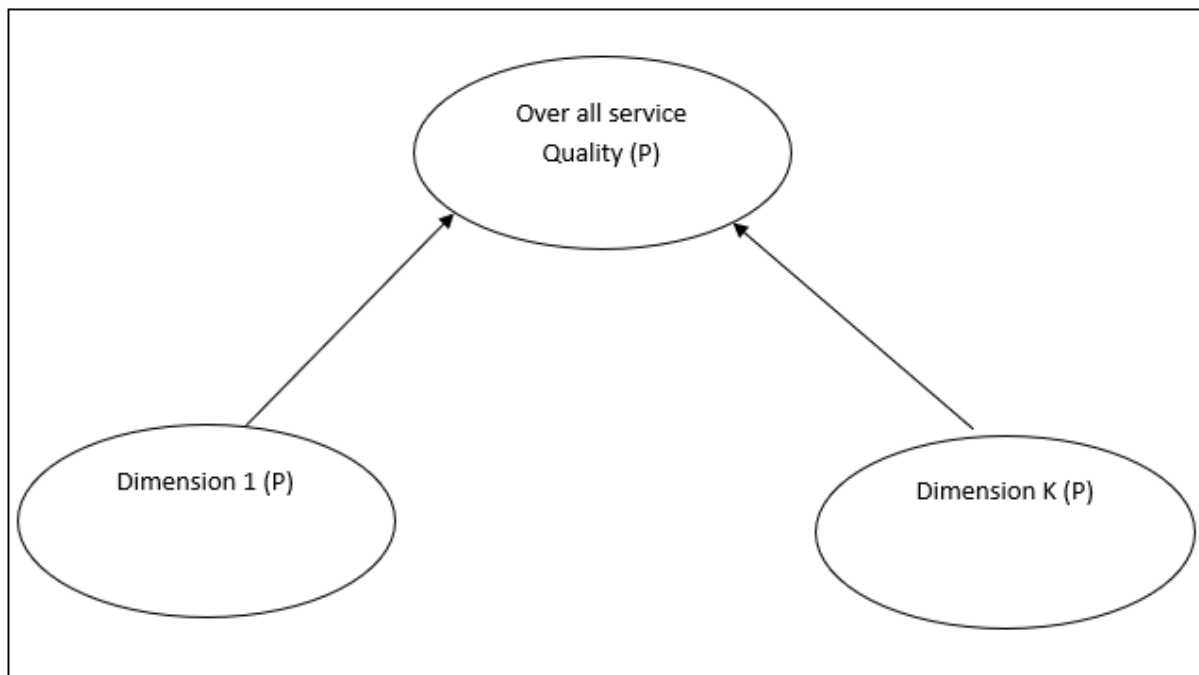 Over all service
Quality (P)
Dimension 1 (P)
Dimension K (P)